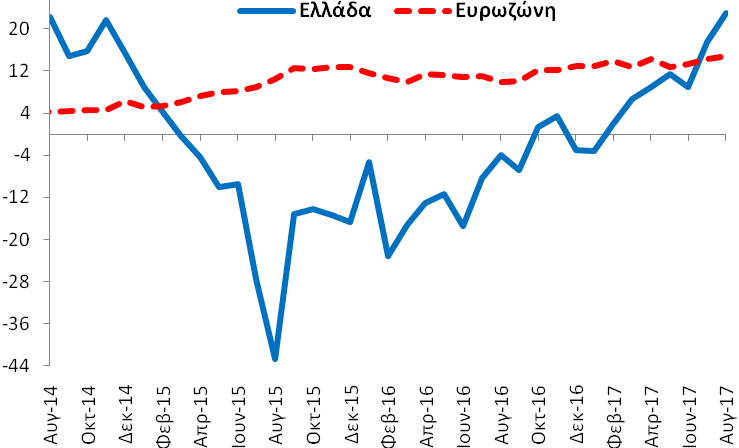 Ελλάδα Ευρωζώνη
20
12
4
-4
-12
-20
-28
-36
-44
Αυγ-14
Οκτ-14
Δεκ-14
Φεβ-15
Απρ-15
Ιουν-15
Αυγ-15
Οκτ-15
Δεκ-15
Φεβ-16
Απρ-16
Ιουν-16
Αυγ-16
Οκτ-16
Δεκ-16
Φεβ-17
Απρ-17
Ιουν-17
Αυγ-17